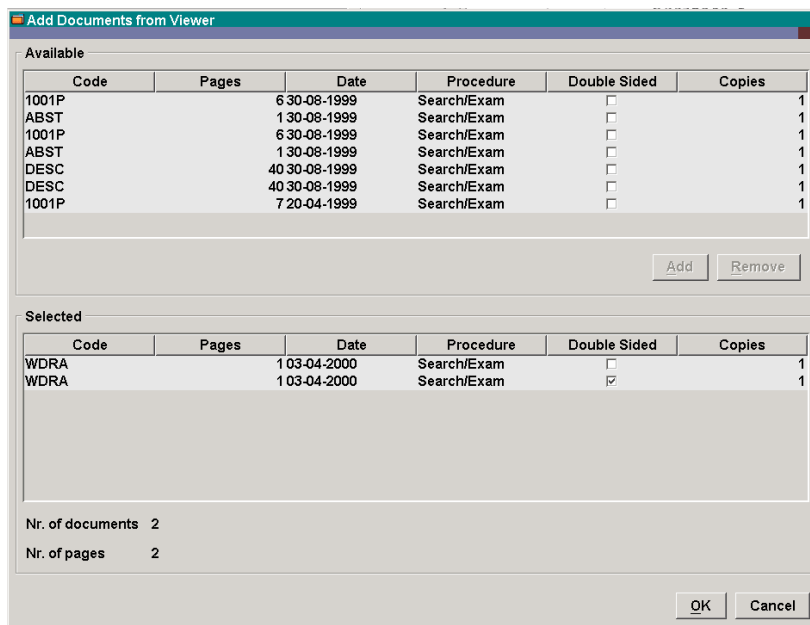 Add Documents from Viewer
Available
Code Pages Date Procedure Double Sided Copies
1001P 6 30-08-1999 Search/Exam 1
ABST 1 30-08-1999 Search/Exam 1
1001P 6 30-08-1999 Search/Exam 1
ABST 1 30-08-1999 Search/Exam 1
DESC 40 30-08-1999 Search/Exam 1
DESC 40 30-08-1999 Search/Exam 1
1001P 7 20-04-1999 Search/Exam 1
Add Remove
Selected
Code Pages Date Procedure Double Sided Copies
WDRA 1 03-04-2000 Search/Exam 1
WDRA 1 03-04-2000 Search/Exam 1
Nr. of documents 2
Nr. of pages 2
OK Cancel